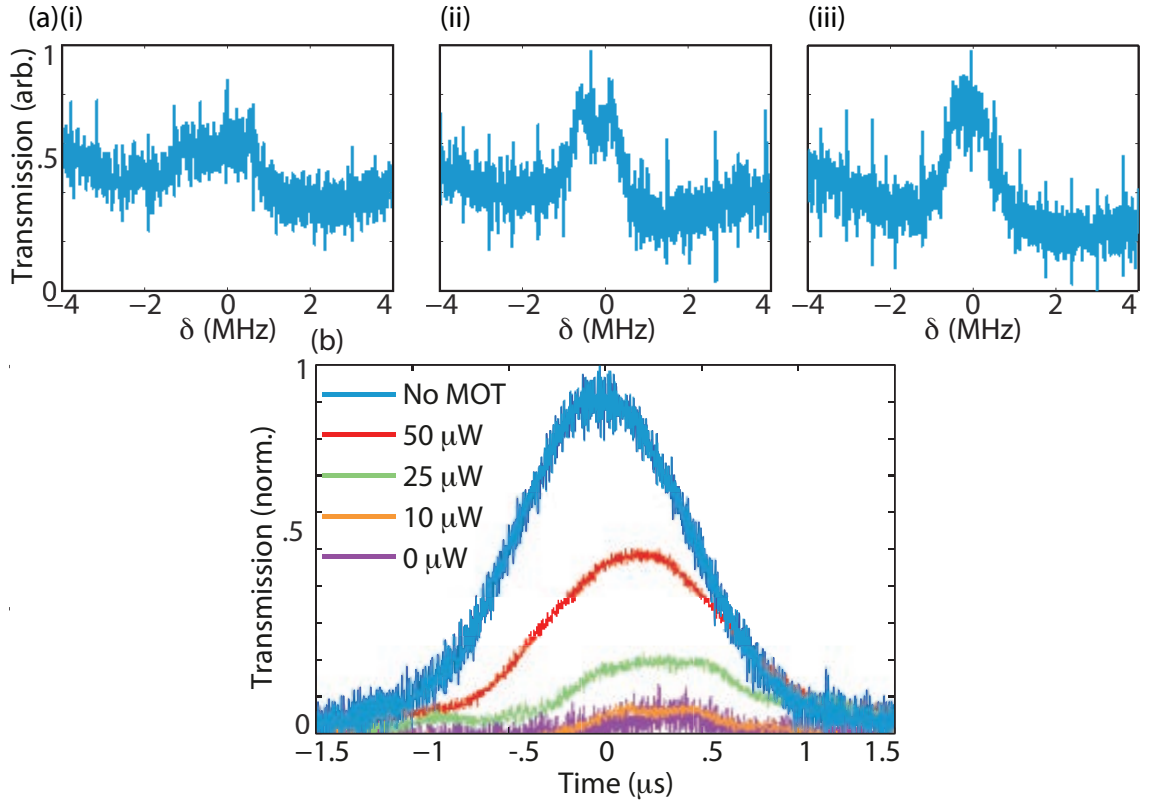 (a)(i)
(ii)
(iii)
Transmission (arb.)
1
.5
0
−4 −2 0 2 4
δ (MHz)
−4 −2 0 2 4
δ (MHz)
−4 −2 0 2 4
δ (MHz)
(b)
Transmission (norm.)
1
.5
0
No MOT
50 μW
25 μW
10 μW
0 μW
−1.5 −1 -.5 0 .5 1 1.5
Time (μs)